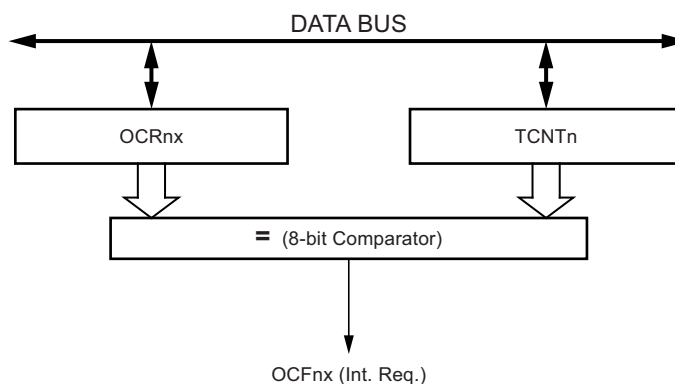 DATA BUS
OCRnx
TCNTn
= (8-bit Comparator)
OCFnx (Int. Req.)